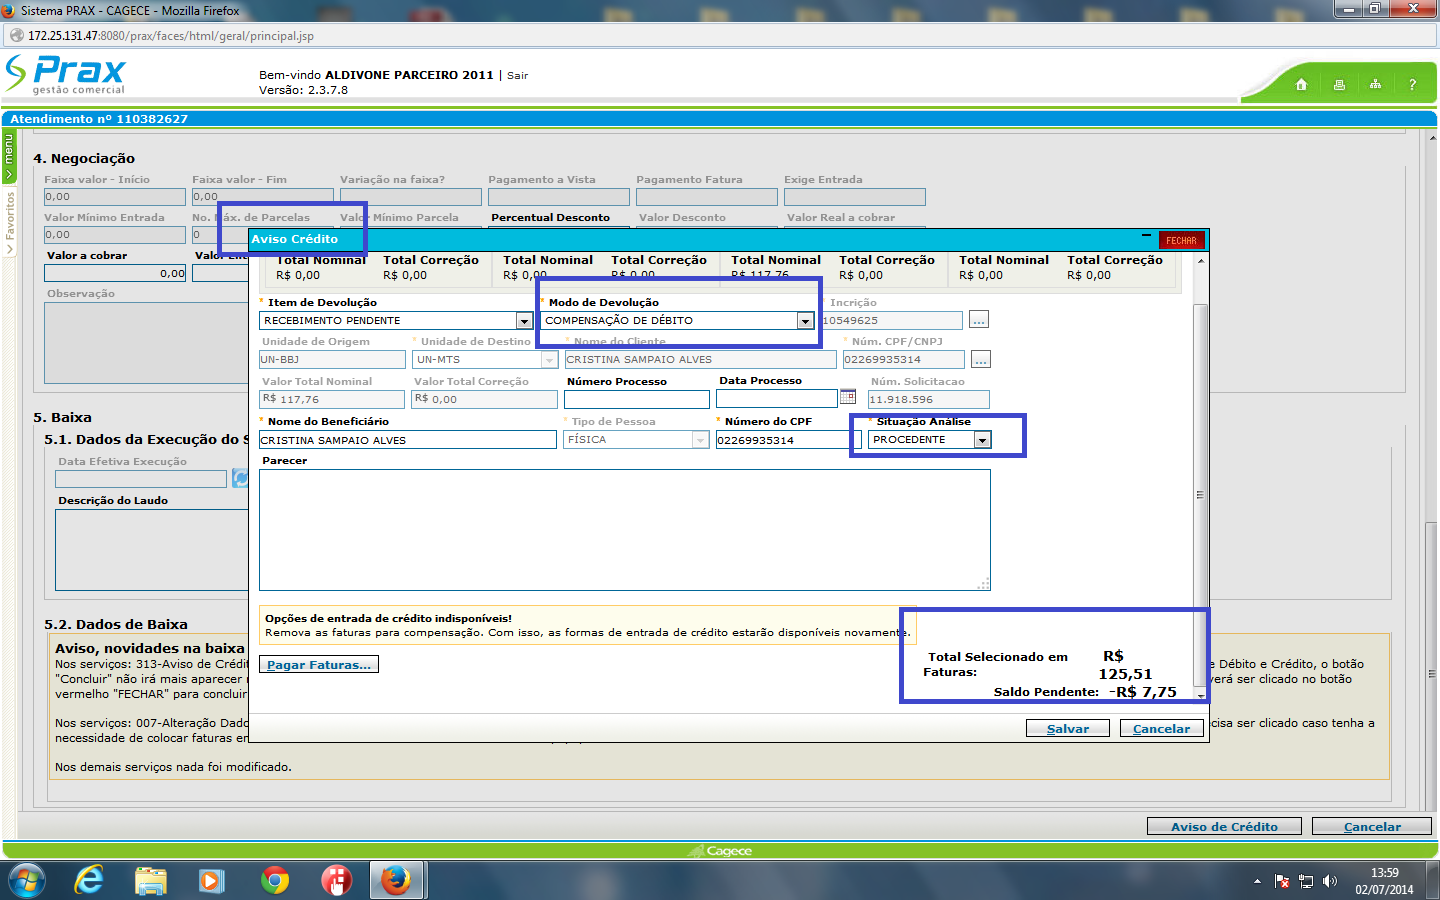 Sistema PRAX - CAGECE - Mozilla Firefox
172.25.131.47:8080/prax/faces/html/geral/principal.jsp
Prax
gestão comercial
Bem-vindo ALDIVONE PARCEIRO 2011 | Sair
Versão: 2.3.7.8
?
Atendimento nº 110382627
menu
Favoritos
4. Negociação
Faixa valor - Início Faixa valor - Fim Variação na faixa? Pagamento a Vista Pagamento Fatura Exige Entrada
0,00 0,00
Valor Mínimo Entrada No. Máx. de Parcelas Valor Mínimo Parcela Percentual Desconto Valor Desconto Valor Real a cobrar
0,00 0
Valor a cobrar
0,00
Observação
Aviso Crédito
FECHAR
Total Nominal Total Correção Total Nominal Total Correção Total Nominal Total Correção Total Nominal Total Correção
R$ 0,00 R$ 0,00 R$ 0,00 R$ 0,00 R$ 117,76 R$ 0,00 R$ 0,00 R$ 0,00
* Item de Devolução * Modo de Devolução * Incrição
RECEBIMENTO PENDENTE COMPENSAÇÃO DE DÉBITO 10549625 ...
Unidade de Origem * Unidade de Destino * Nome do Cliente * Núm. CPF/CNPJ
UN-BBJ UN-MTS CRISTINA SAMPAIO ALVES 02269935314 ...
Valor Total Nominal Valor Total Correção Número Processo Data Processo Núm. Solicitacao
R$ 117,76 R$ 0,00 11.918.596
* Nome do Beneficiário * Tipo de Pessoa * Número do CPF * Situação Análise
CRISTINA SAMPAIO ALVES FÍSICA 02269935314 PROCEDENTE
Parecer
Opções de entrada de crédito indisponíveis!
Remova as faturas para compensação. Com isso, as formas de entrada de crédito estarão disponíveis novamente.
Pagar Faturas...
Total Selecionado em Faturas: R$ 125,51
Saldo Pendente: -R$ 7,75
Salvar Cancelar
5. Baixa
5.1. Dados da Execução do S
Data Efetiva Execução
Descrição do Laudo
5.2. Dados de Baixa
Aviso, novidades na baixa
Nos serviços: 313-Aviso de Crédit e Débito e Crédito, o botão
"Concluir" não irá mais aparecer verá ser clicado no botão
vermelho "FECHAR" para concluir
Nos serviços: 007-Alteração Dado cisa ser clicado caso tenha a
necessidade de colocar faturas en
Nos demais serviços nada foi modificado.
Aviso de Crédito Cancelar
Cagece
13:59
02/07/2014